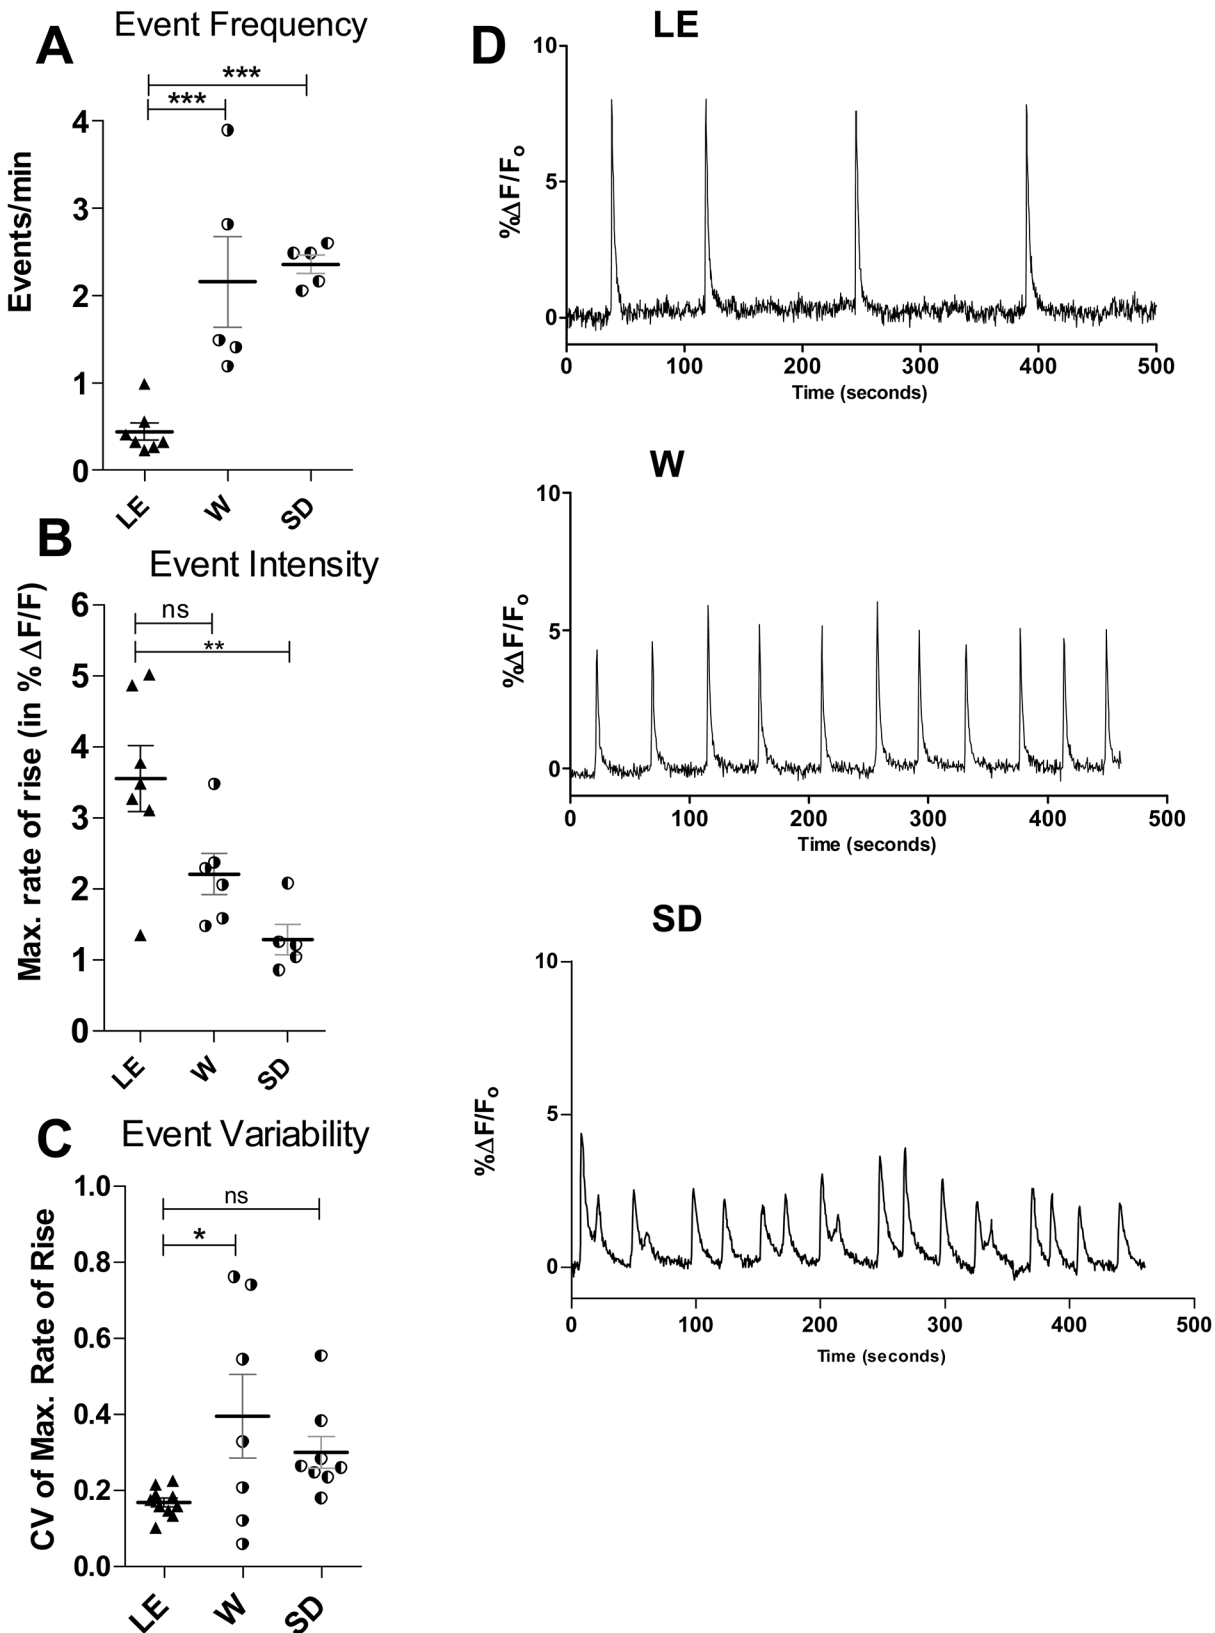 A
Event Frequency
***
***
Events/min
4
3
2
1
0
LE
W
SD
B
Event Intensity
ns
**
Max. rate of rise (in % ΔF/F)
6
5
4
3
2
1
0
LE
W
SD
C
Event Variability
ns
*
CV of Max. Rate of Rise
1.0
0.8
0.6
0.4
0.2
0.0
LE
W
SD
D
LE
%ΔF/Fo
10
5
0
0 100 200 300 400 500
Time (seconds)
W
%ΔF/Fo
10
5
0
0 100 200 300 400 500
Time (seconds)
SD
%ΔF/Fo
10
5
0
0 100 200 300 400 500
Time (seconds)